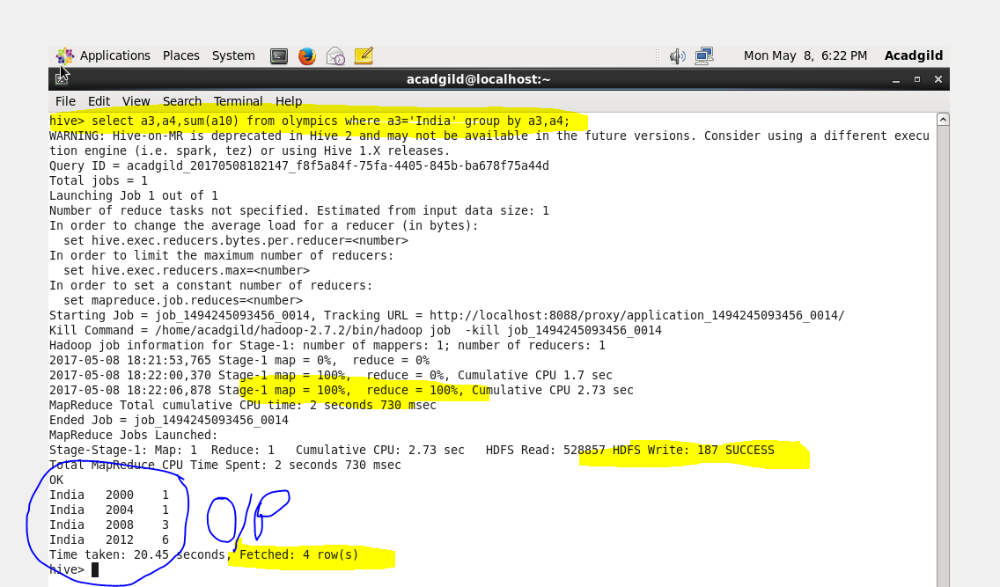 Applications Places System Mon May 8, 6:22 PM Acadgild
acadgild@localhost:~
File Edit View Search Terminal Help
hive> select a3,a4,sum(a10) from olympics where a3='India' group by a3,a4;
WARNING: Hive-on-MR is deprecated in Hive 2 and may not be available in the future versions. Consider using a different execu
tion engine (i.e. spark, tez) or using Hive 1.X releases.
Query ID = acadgild_20170508182147_f8f5a84f-75fa-4405-845b-ba678f75a44d
Total jobs = 1
Launching Job 1 out of 1
Number of reduce tasks not specified. Estimated from input data size: 1
In order to change the average load for a reducer (in bytes):
  set hive.exec.reducers.bytes.per.reducer=<number>
In order to limit the maximum number of reducers:
  set hive.exec.reducers.max=<number>
In order to set a constant number of reducers:
  set mapreduce.job.reduces=<number>
Starting Job = job_1494245093456_0014, Tracking URL = http://localhost:8088/proxy/application_1494245093456_0014/
Kill Command = /home/acadgild/hadoop-2.7.2/bin/hadoop job  -kill job_1494245093456_0014
Hadoop job information for Stage-1: number of mappers: 1; number of reducers: 1
2017-05-08 18:21:53,765 Stage-1 map = 0%,  reduce = 0%
2017-05-08 18:22:00,370 Stage-1 map = 100%,  reduce = 0%, Cumulative CPU 1.7 sec
2017-05-08 18:22:06,878 Stage-1 map = 100%,  reduce = 100%, Cumulative CPU 2.73 sec
MapReduce Total cumulative CPU time: 2 seconds 730 msec
Ended Job = job_1494245093456_0014
MapReduce Jobs Launched:
Stage-Stage-1: Map: 1  Reduce: 1   Cumulative CPU: 2.73 sec   HDFS Read: 528857 HDFS Write: 187 SUCCESS
Total MapReduce CPU Time Spent: 2 seconds 730 msec
OK
India   2000    1
India   2004    1
India   2008    3
India   2012    6
O/P
Time taken: 20.45 seconds, Fetched: 4 row(s)
hive>